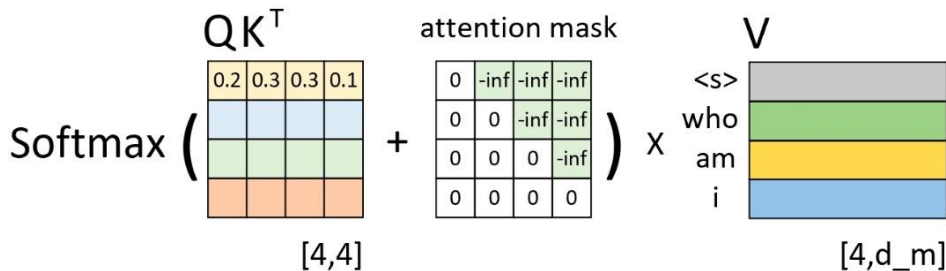 QKᵀ
attention mask
V
0.2 0.3 0.3 0.1
0 -inf -inf -inf
<s>
0 0 -inf -inf
who
Softmax ( + ) x
0 0 0 -inf
am
0 0 0 0
i
[4,4]
[4,d_m]